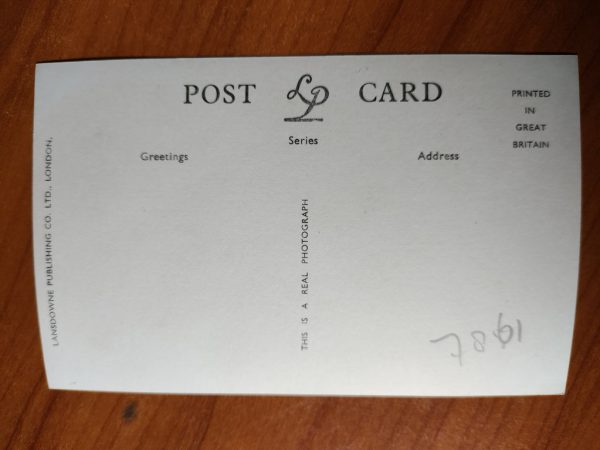 POST LP CARD
Series
PRINTED
IN
GREAT
BRITAIN
Greetings
Address
LANSDOWNE PUBLISHING CO. LTD., LONDON.
THIS IS A REAL PHOTOGRAPH